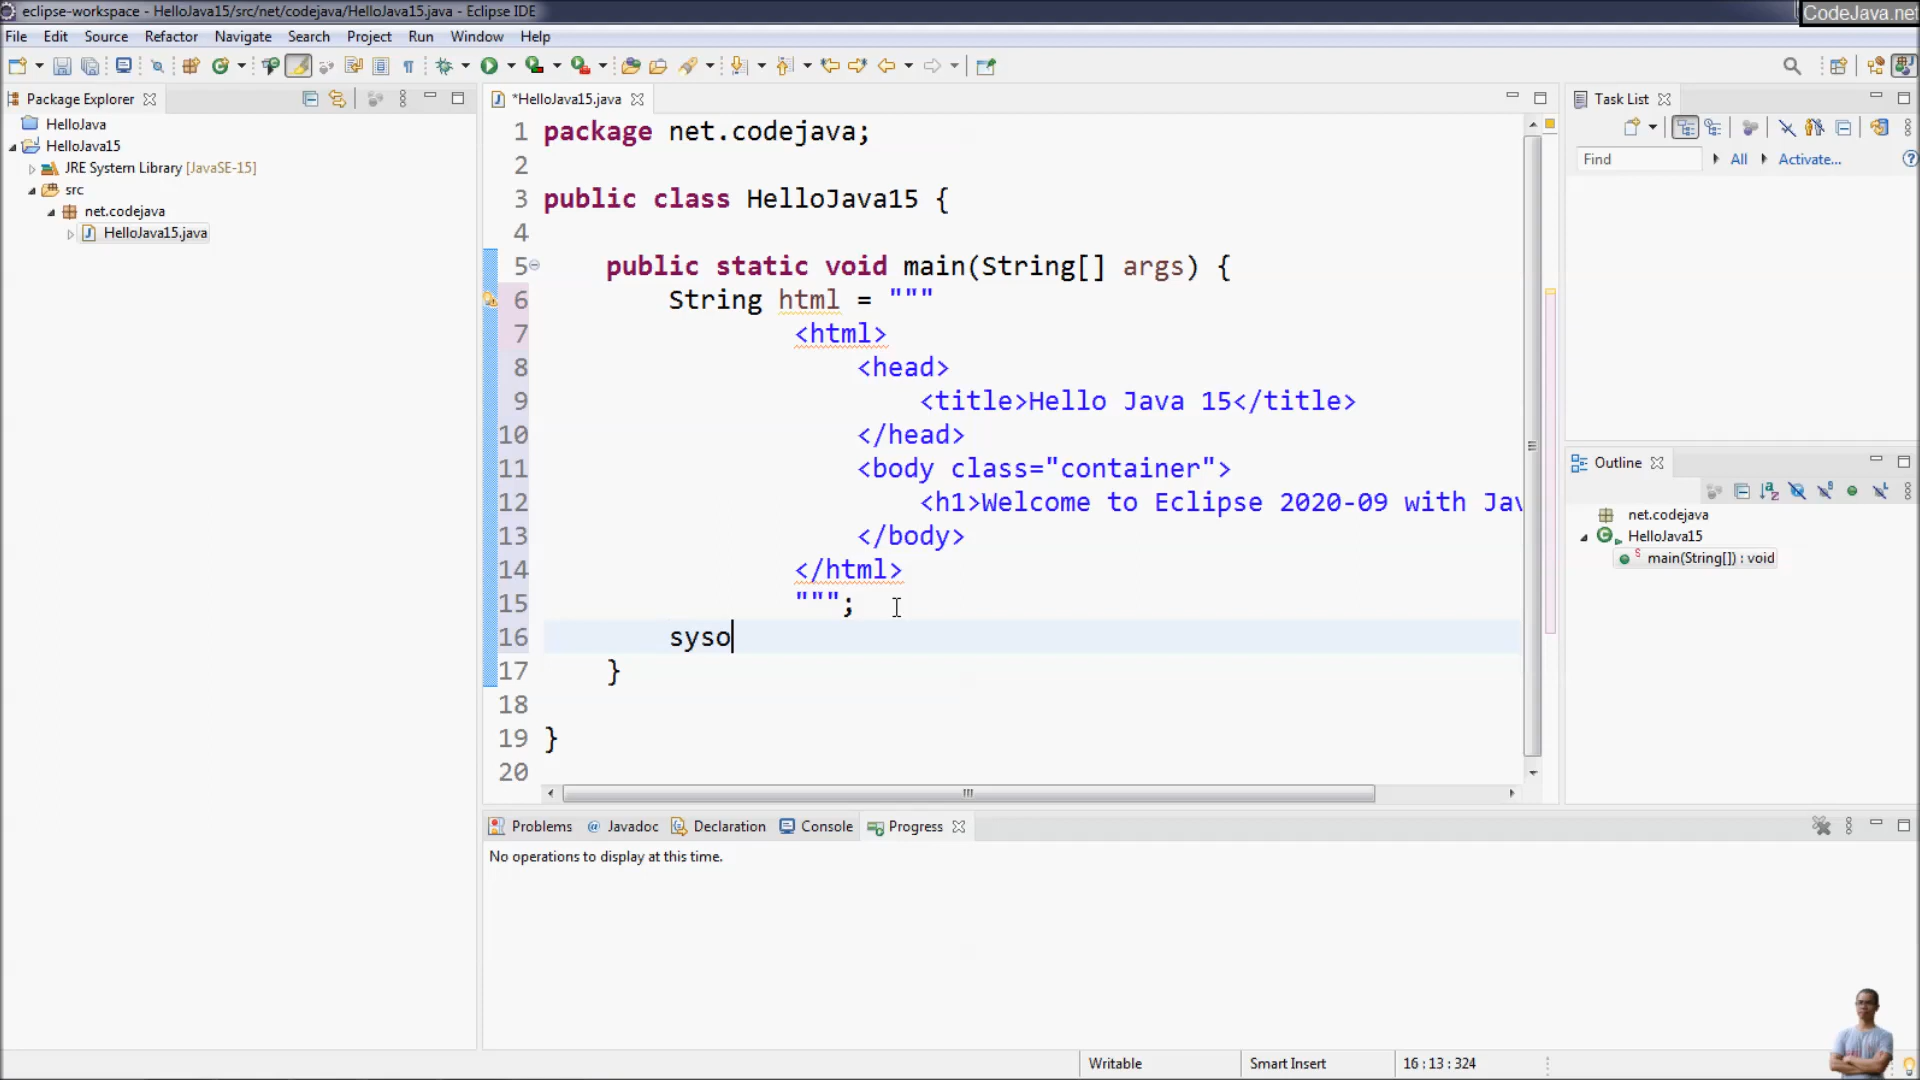 eclipse-workspace - HelloJava15/src/net/codejava/HelloJava15.java - Eclipse IDE
CodeJava.net
File Edit Source Refactor Navigate Search Project Run Window Help
Package Explorer
HelloJava
HelloJava15
JRE System Library [JavaSE-15]
src
net.codejava
HelloJava15.java
*HelloJava15.java
1 package net.codejava;
2
3 public class HelloJava15 {
4
5 public static void main(String[] args) {
6 String html = """
7 <html>
8 <head>
9 <title>Hello Java 15</title>
10 </head>
11 <body class="container">
12 <h1>Welcome to Eclipse 2020-09 with Jav
13 </body>
14 </html>
15 """;
16 syso
17 }
18
19 }
20
Task List
Find All Activate...
Outline
net.codejava
HelloJava15
main(String[]) : void
Problems Javadoc Declaration Console Progress
No operations to display at this time.
Writable Smart Insert 16 : 13 : 324